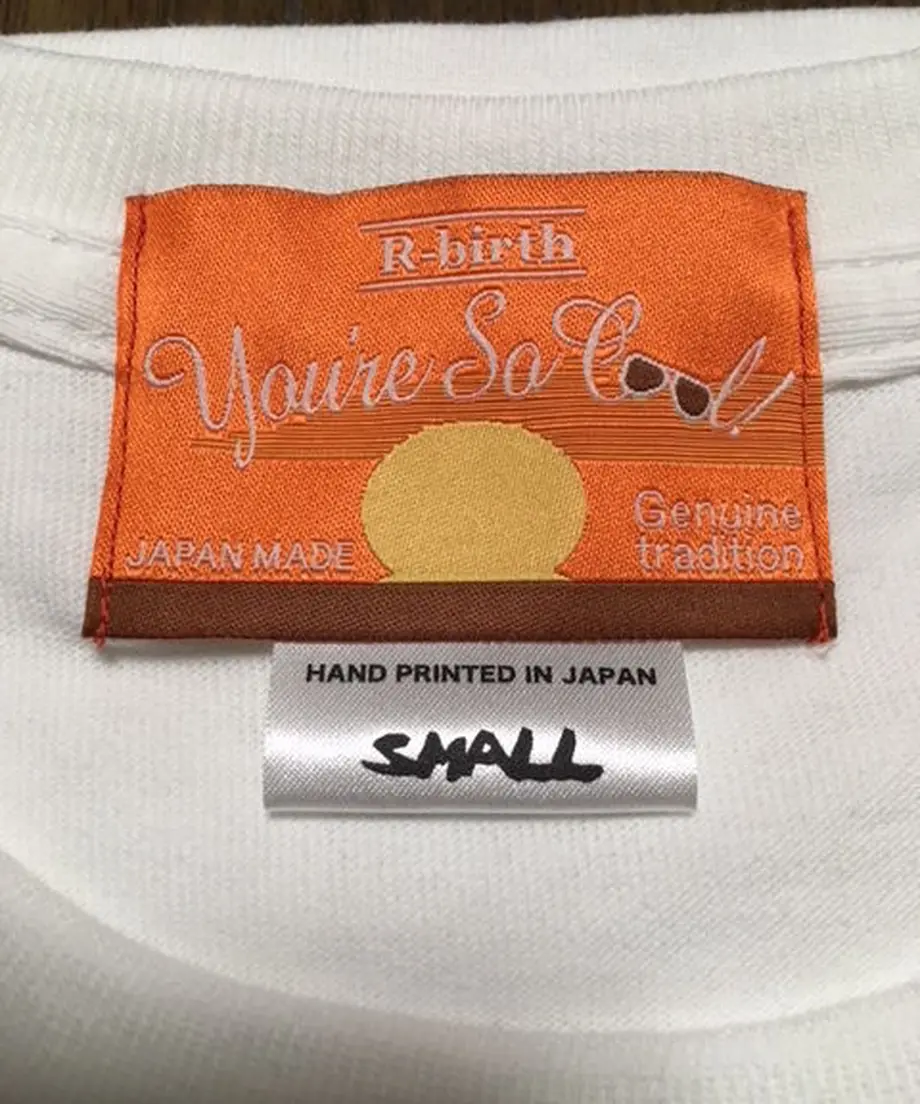 R-birth
You're So Cool!
JAPAN MADE
Genuine
tradition
HAND PRINTED IN JAPAN
SMALL